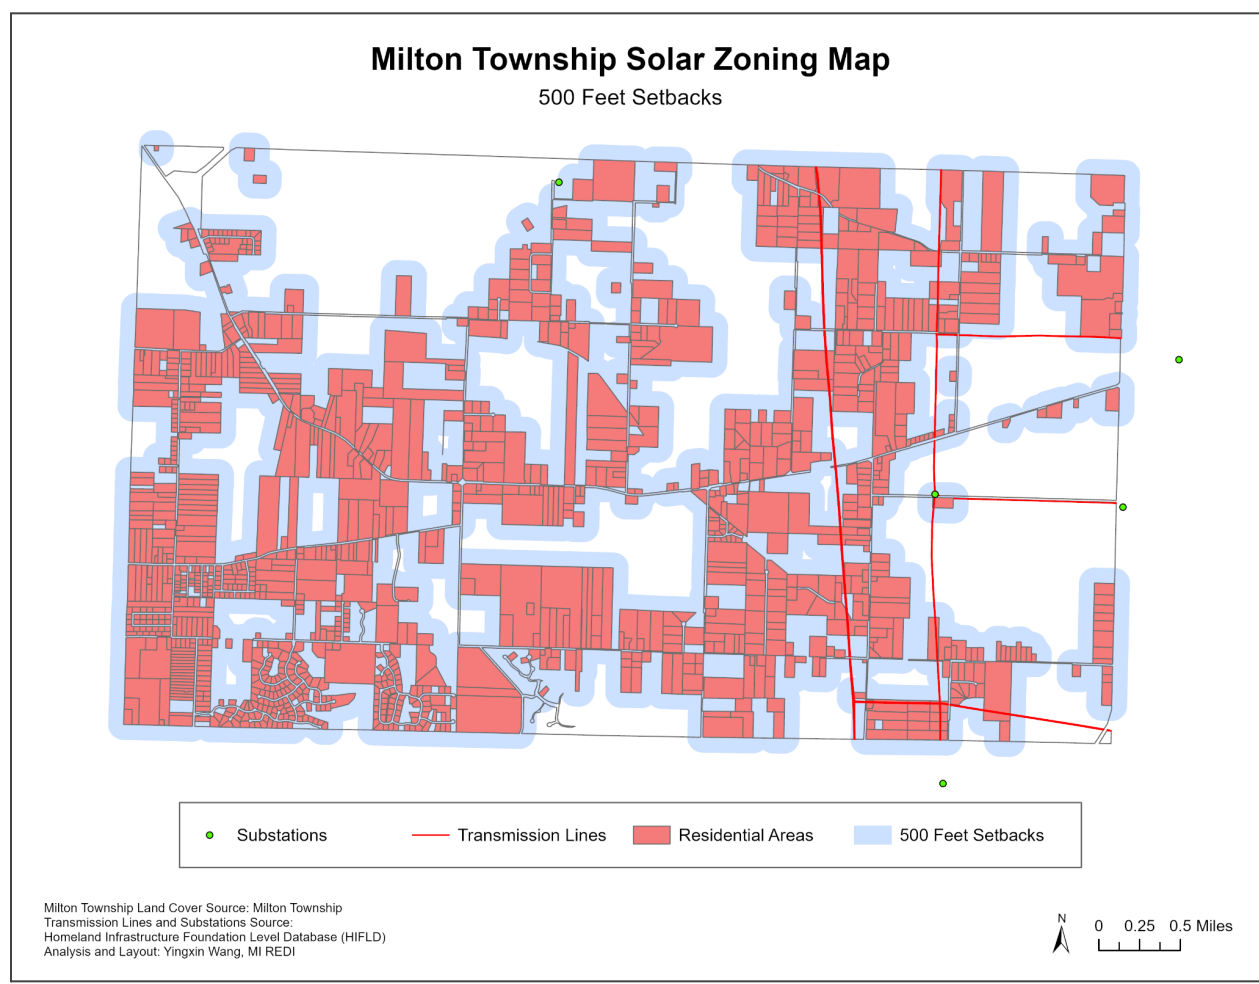 Milton Township Solar Zoning Map
500 Feet Setbacks
Substations
Transmission Lines
Residential Areas
500 Feet Setbacks
Milton Township Land Cover Source: Milton Township
Transmission Lines and Substations Source:
Homeland Infrastructure Foundation Level Database (HIFLD)
Analysis and Layout: Yingxin Wang, MI REDI
N
0 0.25 0.5 Miles